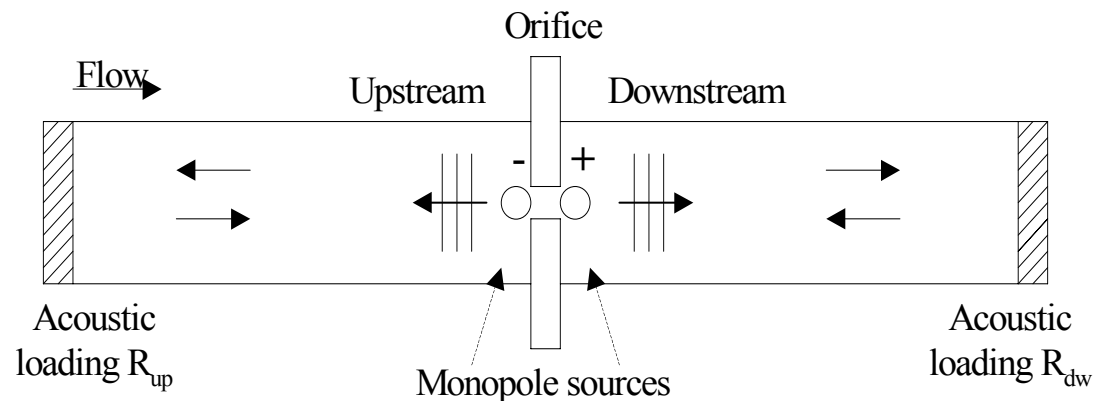 Orifice
Flow
Upstream
Downstream
- +
Acoustic
loading R_up
Monopole sources
Acoustic
loading R_dw